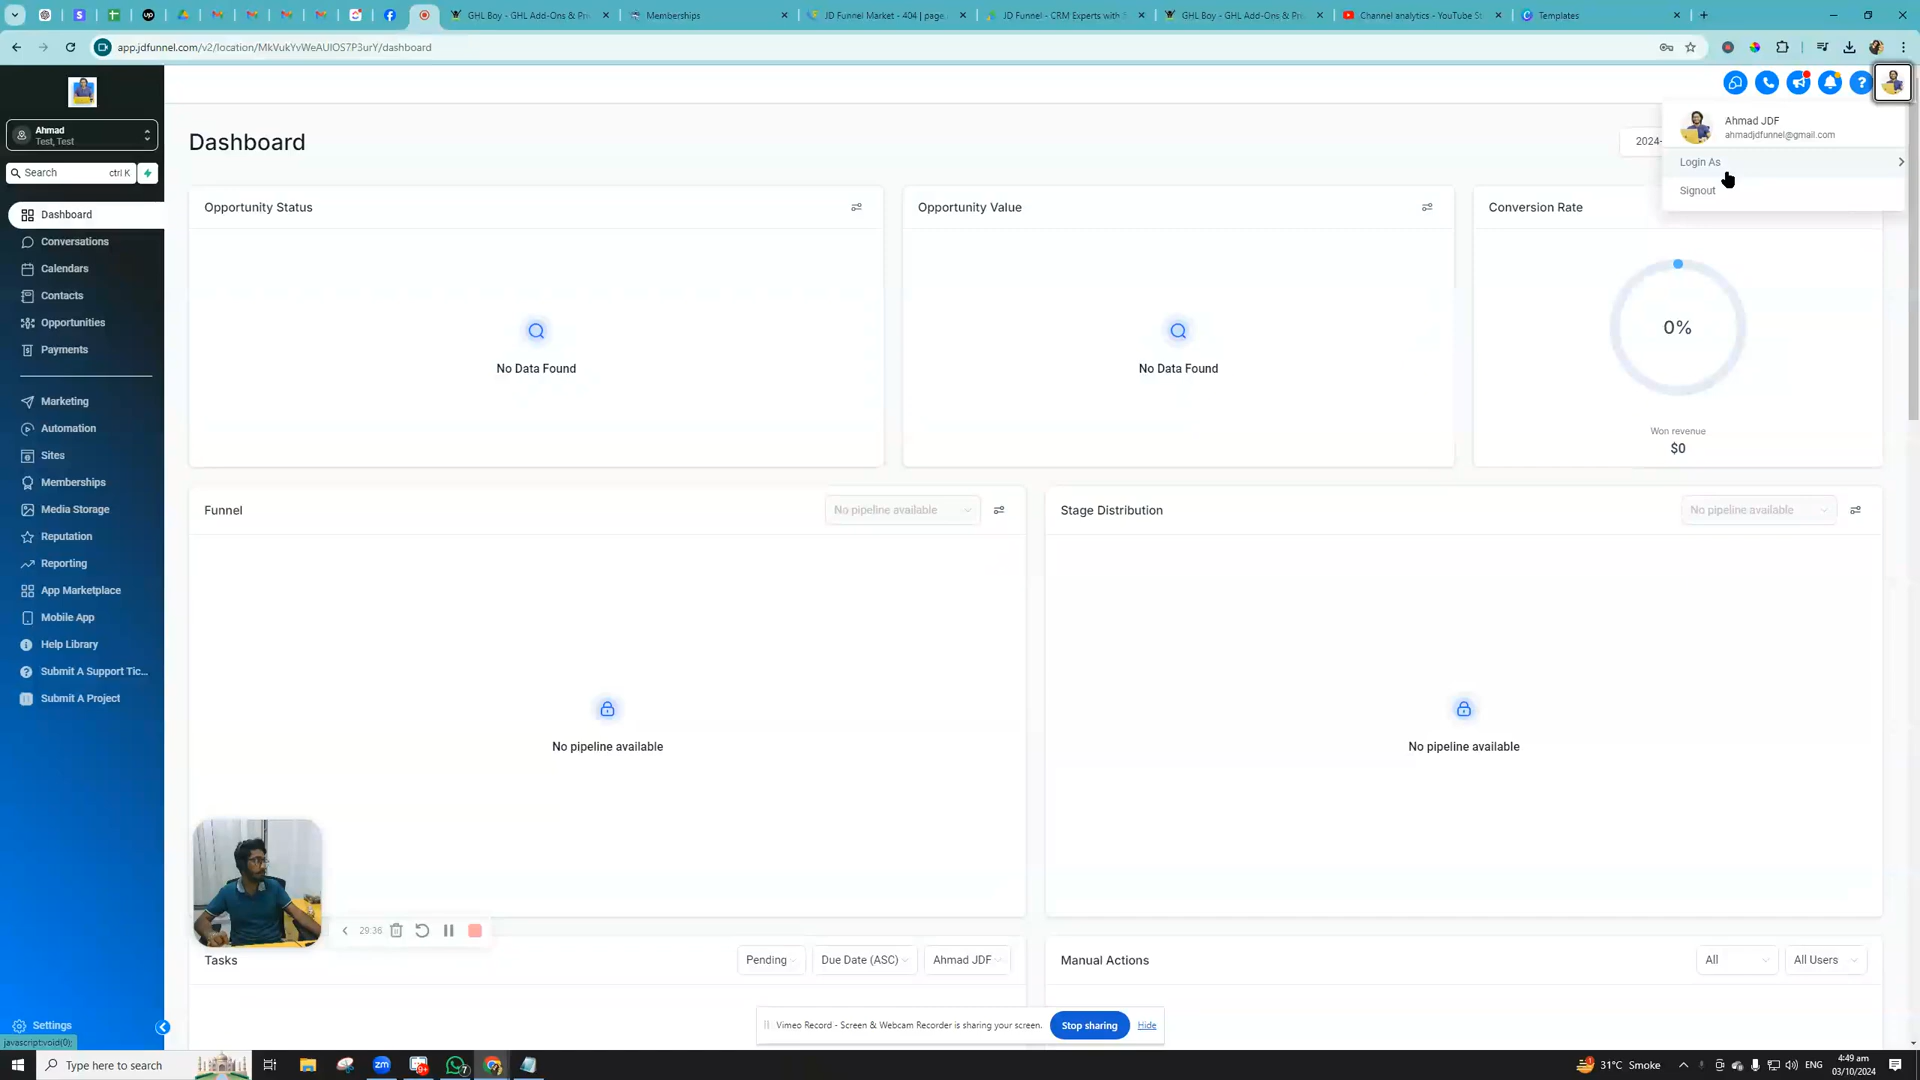 GHL Boy - GHL Add-Ons & Pri
Memberships
JD Funnel Market - 404 | page
JD Funnel - CRM Experts with
GHL Boy - GHL Add-Ons & Pri
Channel analytics - YouTube St
Templates
app.jdfunnel.com/v2/location/MkVukYvWeAUIOS7P3urY/dashboard
Ahmad
Test, Test
Search
ctrl K
Dashboard
Conversations
Calendars
Contacts
Opportunities
Payments
Marketing
Automation
Sites
Memberships
Media Storage
Reputation
Reporting
App Marketplace
Mobile App
Help Library
Submit A Support Tic...
Submit A Project
Settings
javascript:void(0);
Dashboard
2024-
Ahmad JDF
ahmadjdfunnel@gmail.com
Login As
Signout
Opportunity Status
No Data Found
Opportunity Value
No Data Found
Conversion Rate
0%
Won revenue
$0
Funnel
No pipeline available
No pipeline available
Stage Distribution
No pipeline available
No pipeline available
29:36
Tasks
Pending
Due Date (ASC)
Ahmad JDF
Manual Actions
All
All Users
Vimeo Record - Screen & Webcam Recorder is sharing your screen.
Stop sharing
Hide
Type here to search
zm
9+
7
31°C Smoke
ENG
4:49 am
03/10/2024